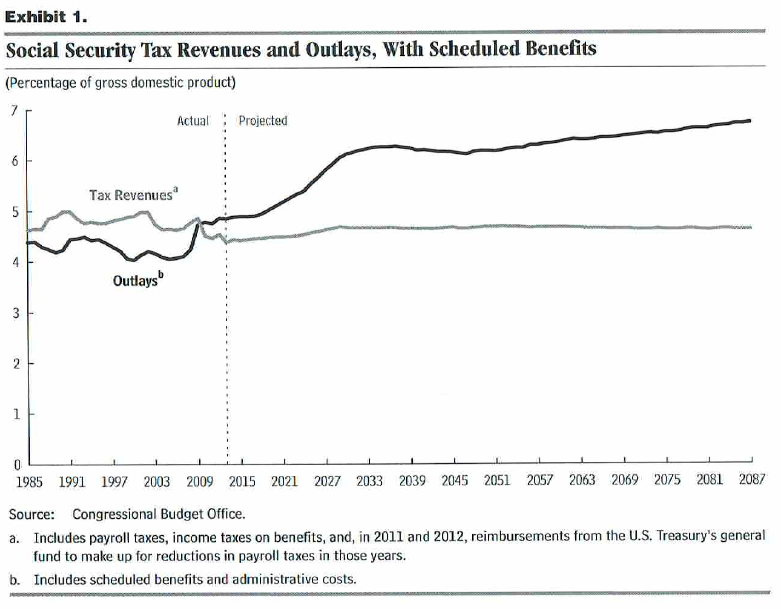 Exhibit 1.
Social Security Tax Revenues and Outlays, With Scheduled Benefits
(Percentage of gross domestic product)
7
Actual Projected
6
Tax Revenuesᵃ
5
4
Outlaysᵇ
3
2
1
0
1985 1991 1997 2003 2009 2015 2021 2027 2033 2039 2045 2051 2057 2063 2069 2075 2081 2087
Source: Congressional Budget Office.
a. Includes payroll taxes, income taxes on benefits, and, in 2011 and 2012, reimbursements from the U.S. Treasury's general
fund to make up for reductions in payroll taxes in those years.
b. Includes scheduled benefits and administrative costs.